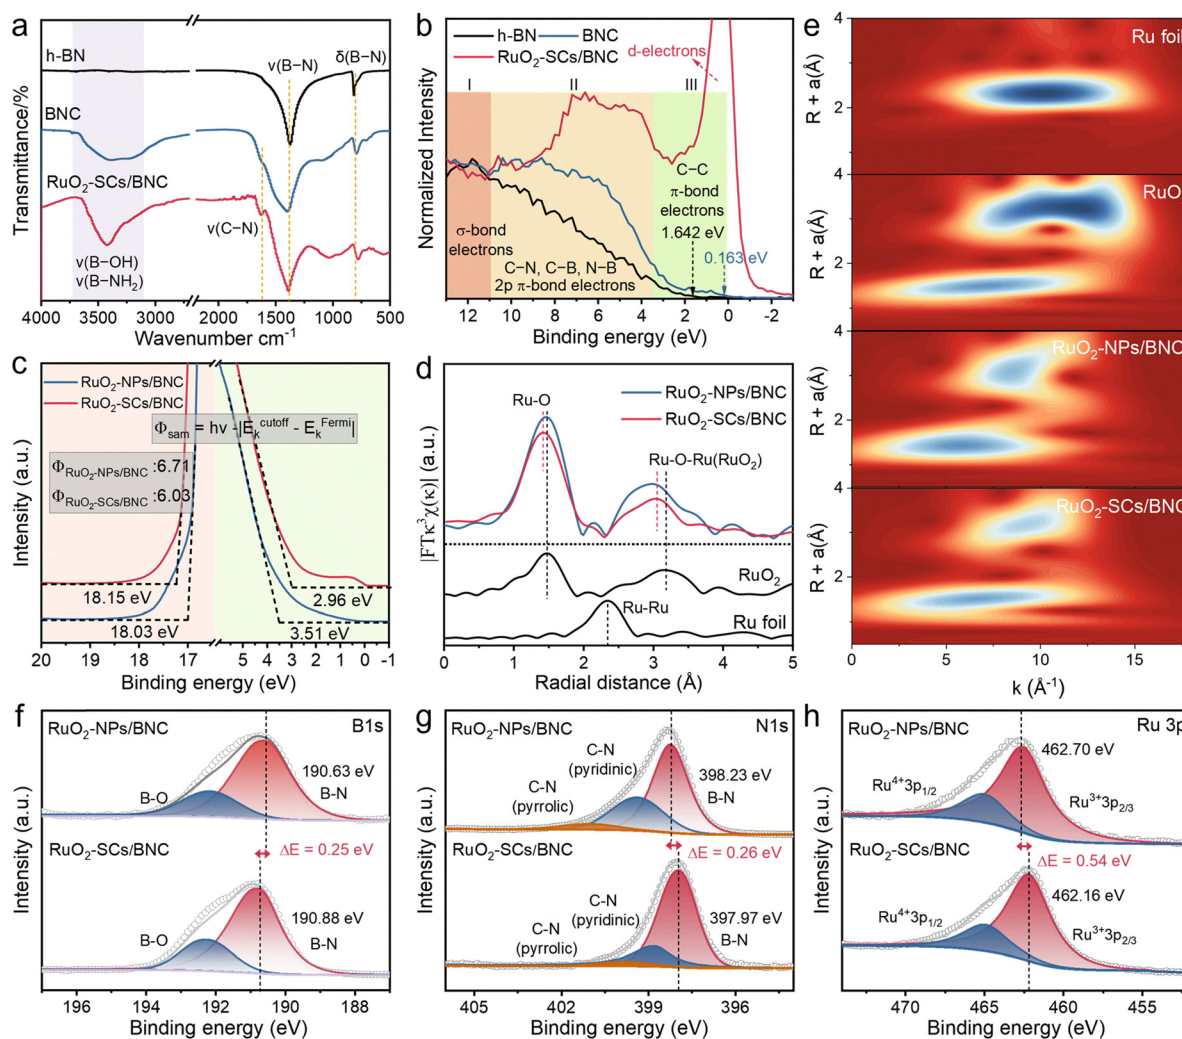 a
h-BN
ν(B−N)
δ(B−N)
BNC
RuO₂-SCs/BNC
ν(C−N)
ν(B−OH)
ν(B−NH₂)
Transmittance/%
4000 3500 3000 2000 1500 1000 500
Wavenumber cm⁻¹
b
h-BN BNC
RuO₂-SCs/BNC
d-electrons
I II III
C−C
π-bond
electrons
1.642 eV
0.163 eV
σ-bond
electrons
C−N, C−B, N−B
2p π-bond electrons
Normalized Intensity
12 10 8 6 4 2 0 -2
Binding energy (eV)
c
RuO₂-NPs/BNC
RuO₂-SCs/BNC
Φsam = hν -|Eₖᶜᵘᵗᵒᶠᶠ - EₖFermi|
ΦRuO₂-NPs/BNC :6.71
ΦRuO₂-SCs/BNC :6.03
18.15 eV
2.96 eV
18.03 eV
3.51 eV
Intensity (a.u.)
20 19 18 17 5 4 3 2 1 0 -1
Binding energy (eV)
d
RuO₂-NPs/BNC
RuO₂-SCs/BNC
Ru-O
Ru-O-Ru(RuO₂)
RuO₂
Ru-Ru
Ru foil
|FTκ³χ(κ)| (a.u.)
0 1 2 3 4 5
Radial distance (Å)
e
Ru foil
4
2
R + a(Å)
4
2
R + a(Å)
RuO₂-NPs/BNC
4
2
R + a(Å)
RuO₂-SCs/BNC
4
2
R + a(Å)
0 5 10 15
k (Å⁻¹)
f
B1s
RuO₂-NPs/BNC
190.63 eV
B-N
B-O
RuO₂-SCs/BNC
ΔE = 0.25 eV
190.88 eV
B-N
B-O
Intensity (a.u.)
196 194 192 190 188
Binding energy (eV)
g
N1s
RuO₂-NPs/BNC
C-N
(pyridinic)
C-N
(pyrrolic)
398.23 eV
B-N
RuO₂-SCs/BNC
ΔE = 0.26 eV
C-N
(pyridinic)
C-N
(pyrrolic)
397.97 eV
B-N
Intensity (a.u.)
405 402 399 396
Binding energy (eV)
h
Ru 3p
RuO₂-NPs/BNC
462.70 eV
Ru⁴⁺3p1/2
Ru³⁺3p2/3
RuO₂-SCs/BNC
ΔE = 0.54 eV
462.16 eV
Ru⁴⁺3p1/2
Ru³⁺3p2/3
Intensity (a.u.)
470 465 460 455
Binding energy (eV)